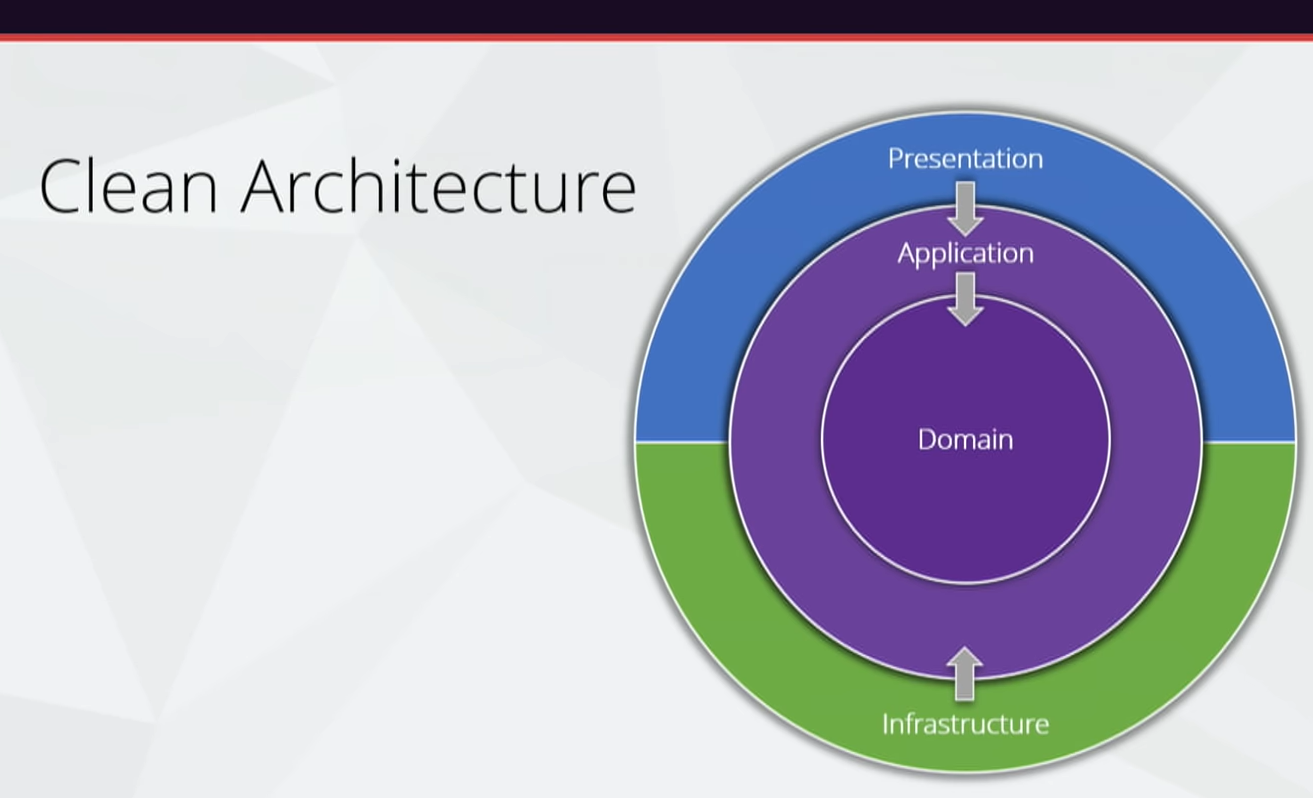 Clean Architecture
Presentation
Application
Domain
Infrastructure